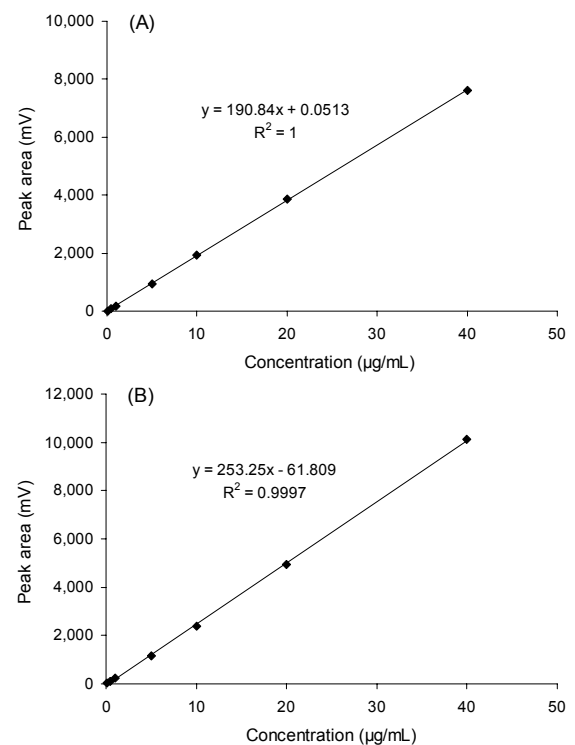 (A)
10,000
8,000
6,000
4,000
2,000
0
Peak area (mV)
y = 190.84x + 0.0513
R² = 1
0 10 20 30 40 50
Concentration (µg/mL)
(B)
12,000
10,000
8,000
6,000
4,000
2,000
0
Peak area (mV)
y = 253.25x - 61.809
R² = 0.9997
0 10 20 30 40 50
Concentration (µg/mL)